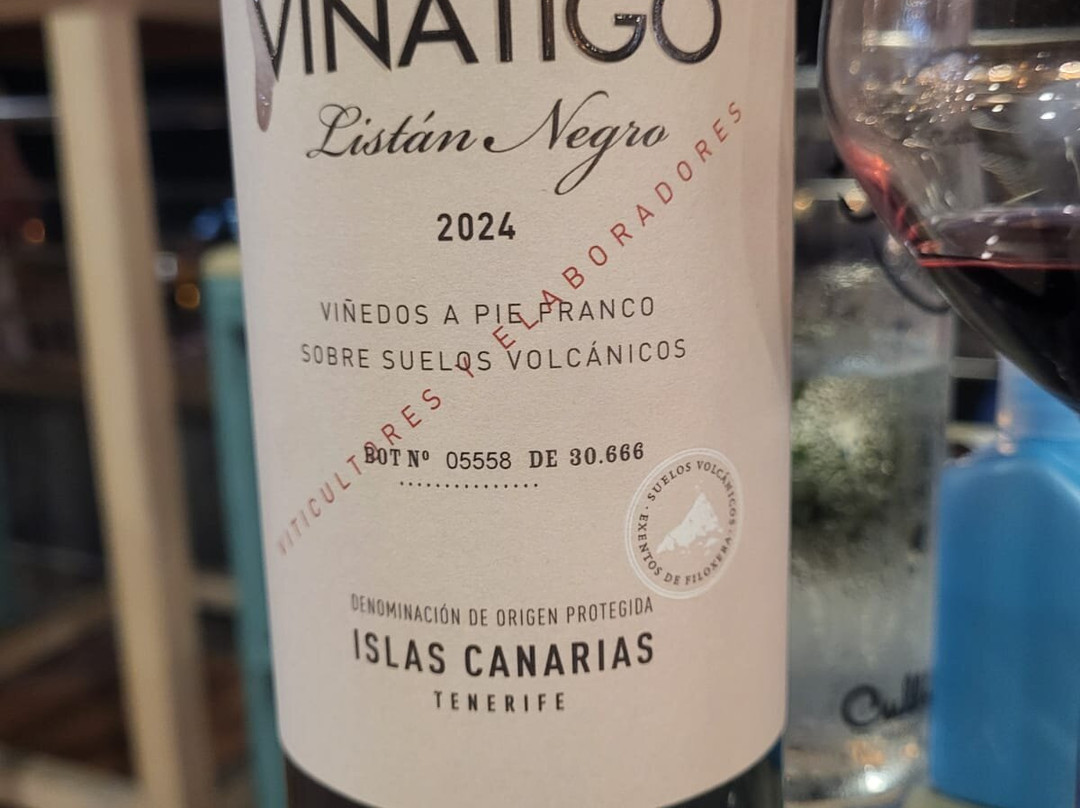 VIÑATIGO
Listán Negro
2024
VIÑEDOS A PIE FRANCO
SOBRE SUELOS VOLCÁNICOS
VITICULTORES Y ELABORADORES
BOT Nº 05558 DE 30.666
SUELOS VOLCÁNICOS · EXENTOS DE FILOXERA ·
DENOMINACIÓN DE ORIGEN PROTEGIDA
ISLAS CANARIAS
TENERIFE